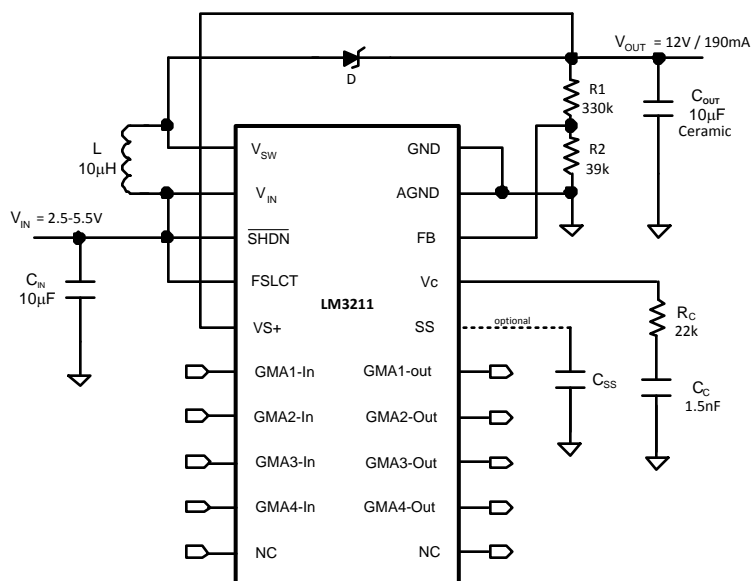 V_OUT = 12V / 190mA
D
R1
330k
C_OUT
10µF
Ceramic
L
10µH
V_SW
GND
R2
39k
V_IN
AGND
V_IN = 2.5-5.5V
SHDN
FB
C_IN
10µF
FSLCT
Vc
LM3211
R_C
22k
VS+
SS
optional
GMA1-In
GMA1-out
C_SS
C_C
1.5nF
GMA2-In
GMA2-Out
GMA3-In
GMA3-Out
GMA4-In
GMA4-Out
NC
NC